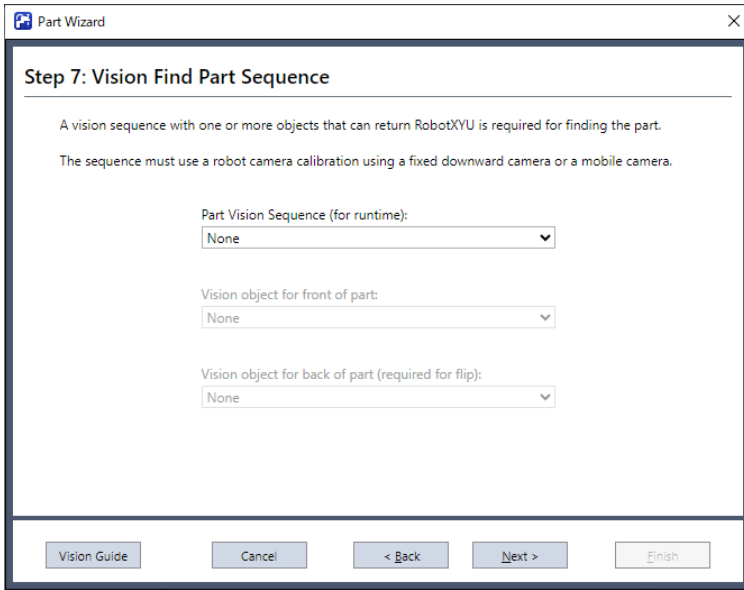 Part Wizard
Step 7: Vision Find Part Sequence
A vision sequence with one or more objects that can return RobotXYU is required for finding the part.
The sequence must use a robot camera calibration using a fixed downward camera or a mobile camera.
Part Vision Sequence (for runtime):
None
Vision object for front of part:
None
Vision object for back of part (required for flip):
None
Vision Guide Cancel < Back Next > Finish